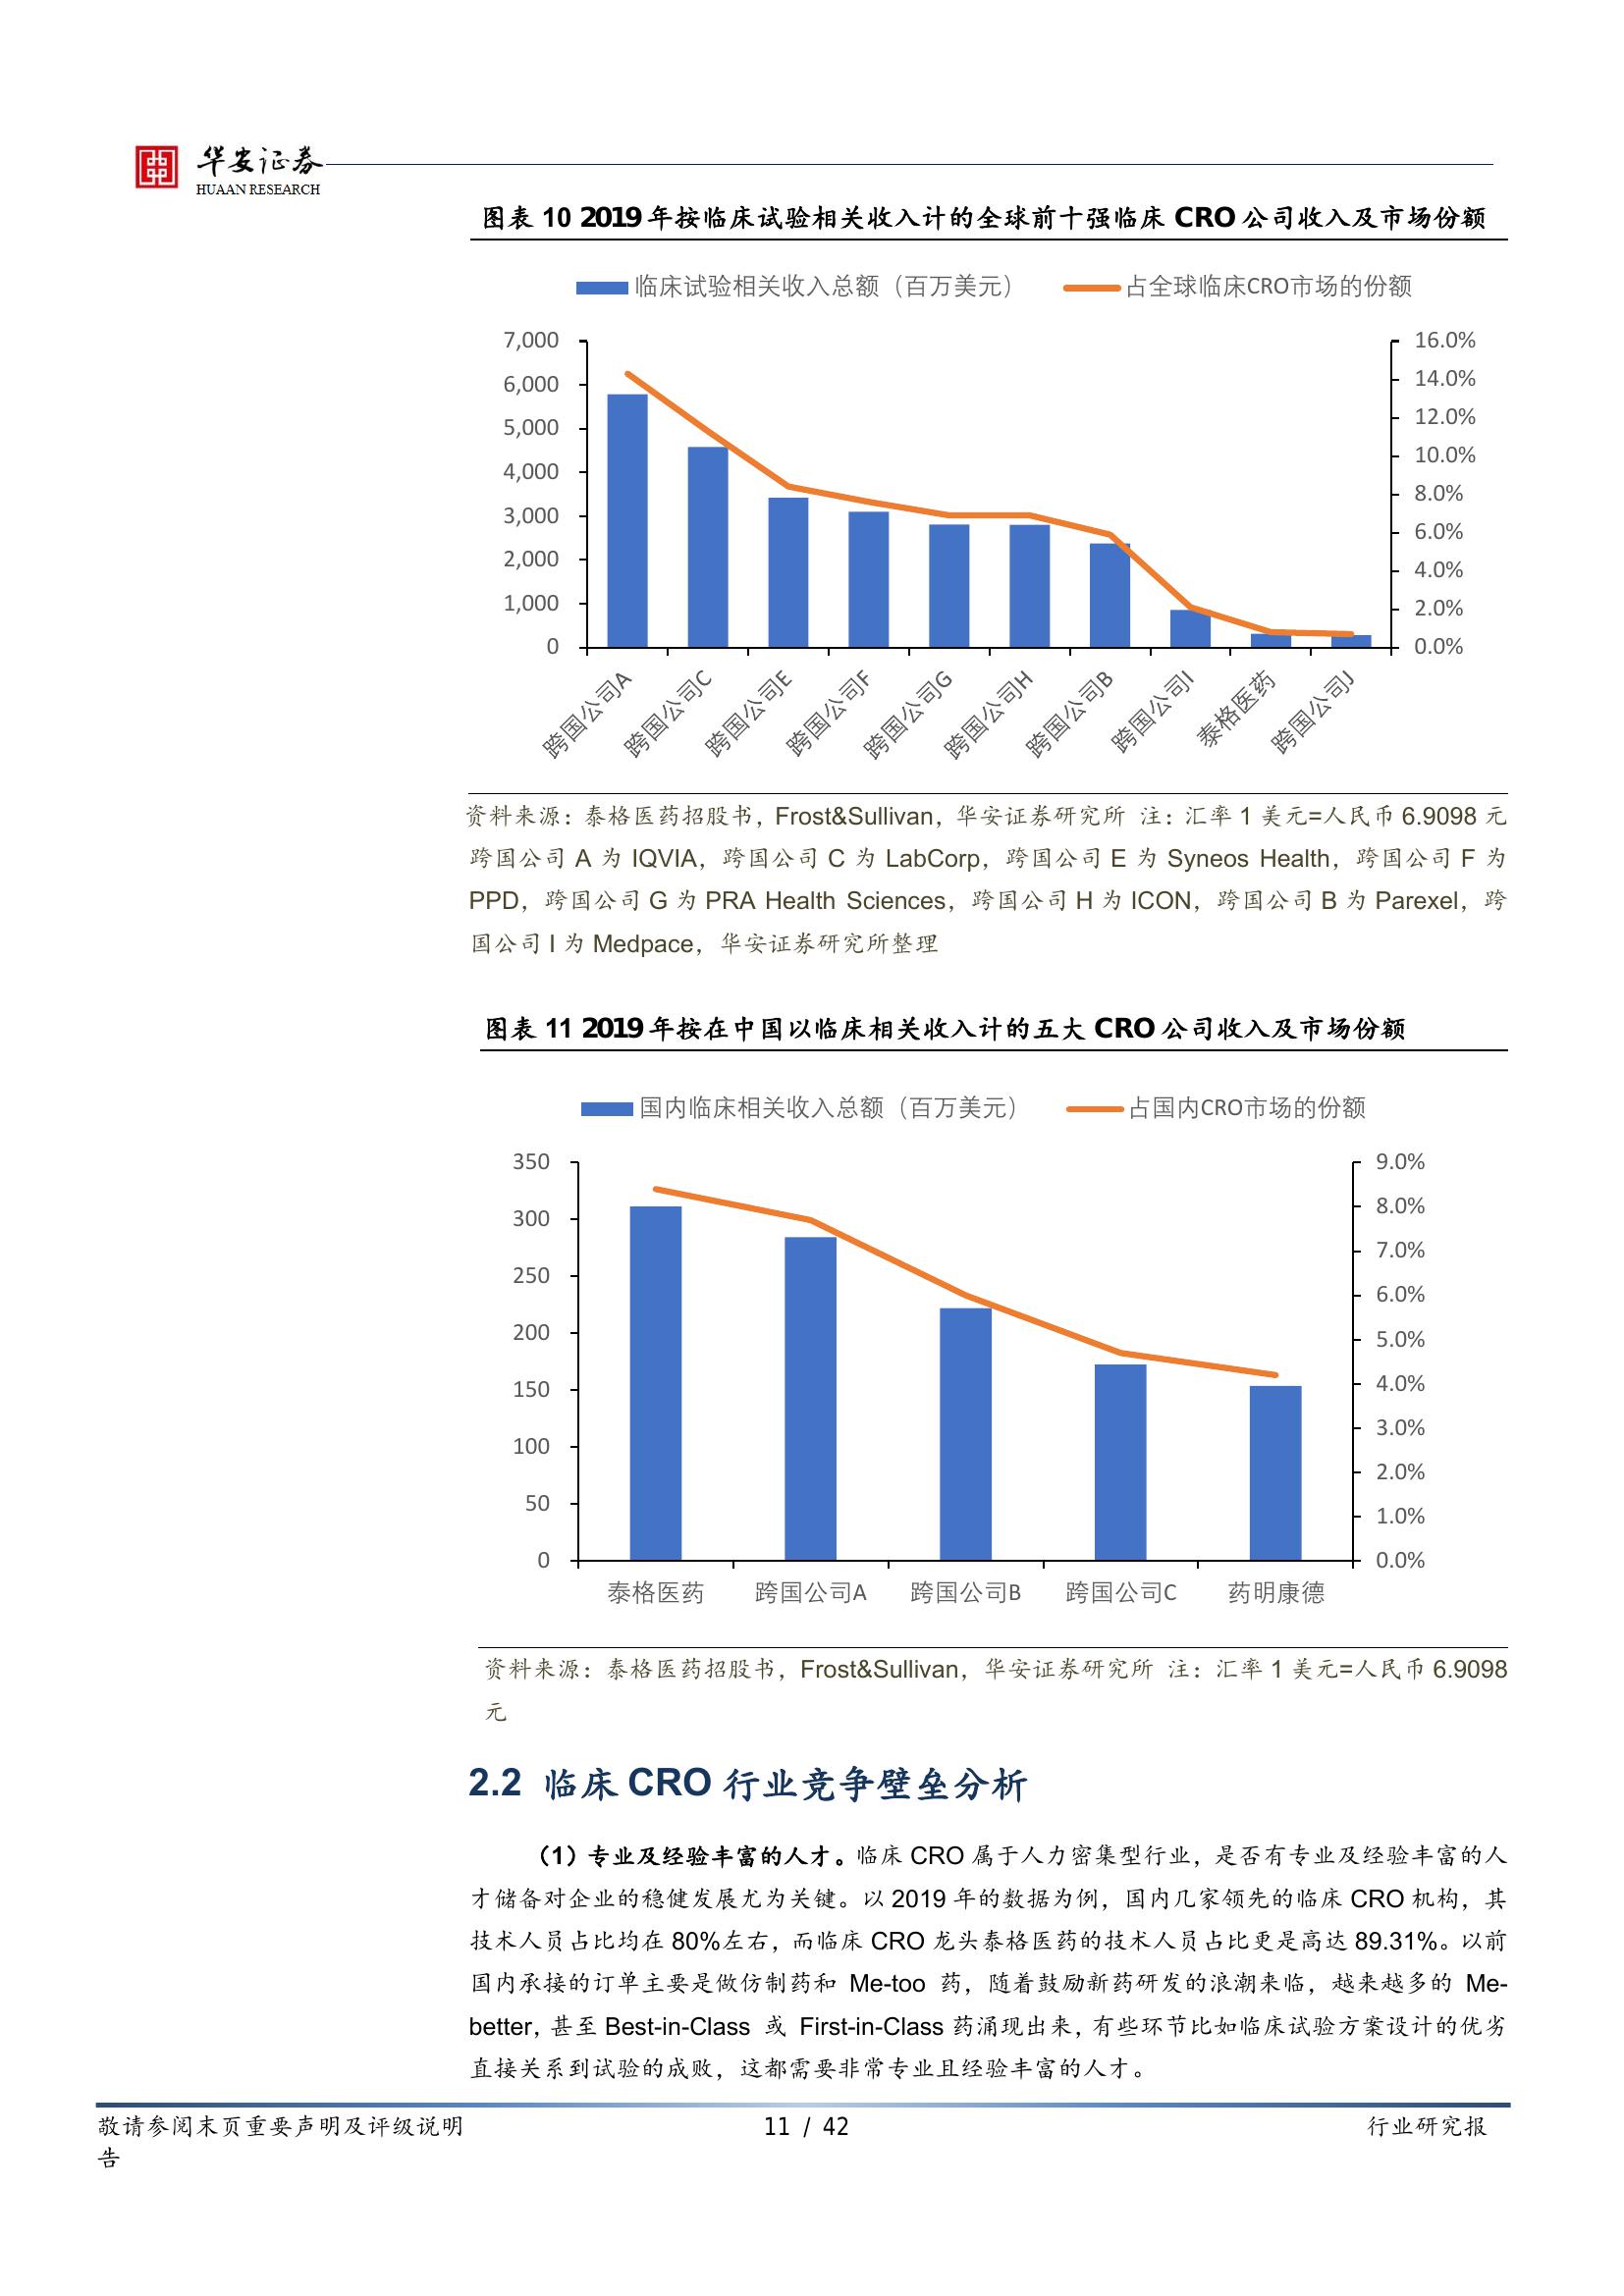 华安证券
HUAAN RESEARCH
图表 10 2019 年按临床试验相关收入计的全球前十强临床 CRO 公司收入及市场份额
临床试验相关收入总额（百万美元） 占全球临床CRO市场的份额
7,000
6,000
5,000
4,000
3,000
2,000
1,000
0
16.0%
14.0%
12.0%
10.0%
8.0%
6.0%
4.0%
2.0%
0.0%
跨国公司A
跨国公司C
跨国公司E
跨国公司F
跨国公司G
跨国公司H
跨国公司B
跨国公司I
泰格医药
跨国公司J
资料来源：泰格医药招股书，Frost&Sullivan，华安证券研究所 注：汇率 1 美元=人民币 6.9098 元
跨国公司 A 为 IQVIA，跨国公司 C 为 LabCorp，跨国公司 E 为 Syneos Health，跨国公司 F 为
PPD，跨国公司 G 为 PRA Health Sciences，跨国公司 H 为 ICON，跨国公司 B 为 Parexel，跨
国公司 I 为 Medpace，华安证券研究所整理
图表 11 2019 年按在中国以临床相关收入计的五大 CRO 公司收入及市场份额
国内临床相关收入总额（百万美元） 占国内CRO市场的份额
350
300
250
200
150
100
50
0
9.0%
8.0%
7.0%
6.0%
5.0%
4.0%
3.0%
2.0%
1.0%
0.0%
泰格医药 跨国公司A 跨国公司B 跨国公司C 药明康德
资料来源：泰格医药招股书，Frost&Sullivan，华安证券研究所 注：汇率 1 美元=人民币 6.9098
元
2.2 临床 CRO 行业竞争壁垒分析
（1）专业及经验丰富的人才。临床 CRO 属于人力密集型行业，是否有专业及经验丰富的人
才储备对企业的稳健发展尤为关键。以 2019 年的数据为例，国内几家领先的临床 CRO 机构，其
技术人员占比均在 80%左右，而临床 CRO 龙头泰格医药的技术人员占比更是高达 89.31%。以前
国内承接的订单主要是做仿制药和 Me-too 药，随着鼓励新药研发的浪潮来临，越来越多的 Me-
better，甚至 Best-in-Class 或 First-in-Class 药涌现出来，有些环节比如临床试验方案设计的优劣
直接关系到试验的成败，这都需要非常专业且经验丰富的人才。
敬请参阅末页重要声明及评级说明 11 / 42 行业研究报
告